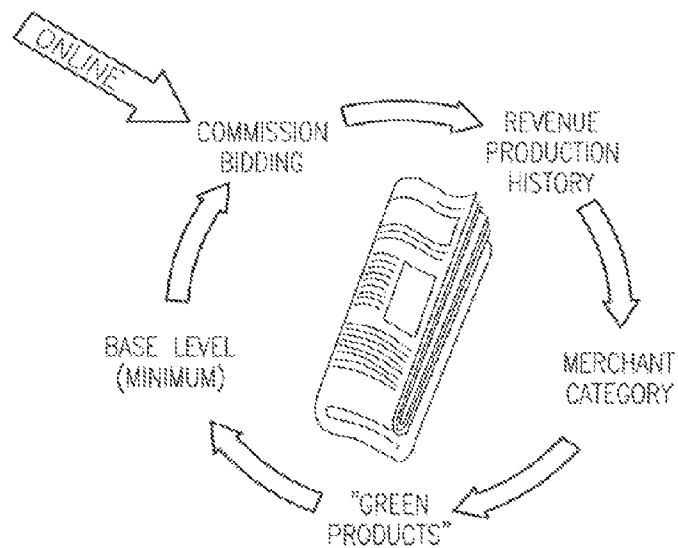 ONLINE
COMMISSION
BIDDING
REVENUE
PRODUCTION
HISTORY
MERCHANT
CATEGORY
"GREEN
PRODUCTS"
BASE LEVEL
(MINIMUM)